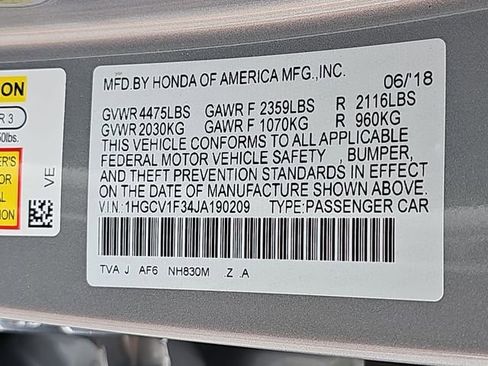 MFD.BY HONDA OF AMERICA MFG.,INC. 06/'18
GVWR 4475LBS GAWR F 2359LBS R 2116LBS
GVWR 2030KG GAWR F 1070KG R 960KG
THIS VEHICLE CONFORMS TO ALL APPLICABLE
FEDERAL MOTOR VEHICLE SAFETY , BUMPER,
AND THEFT PREVENTION STANDARDS IN EFFECT
ON THE DATE OF MANUFACTURE SHOWN ABOVE.
V.I.N.:1HGCV1F34JA190209 TYPE:PASSENGER CAR
TVA J AF6 NH830M .Z .A
R 3
VE